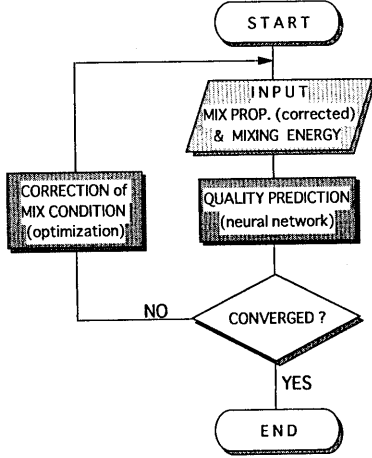 START
INPUT
MIX PROP. (corrected)
& MIXING ENERGY
CORRECTION of
MIX CONDITION
(optimization)
QUALITY PREDICTION
(neural network)
NO
CONVERGED ?
YES
END